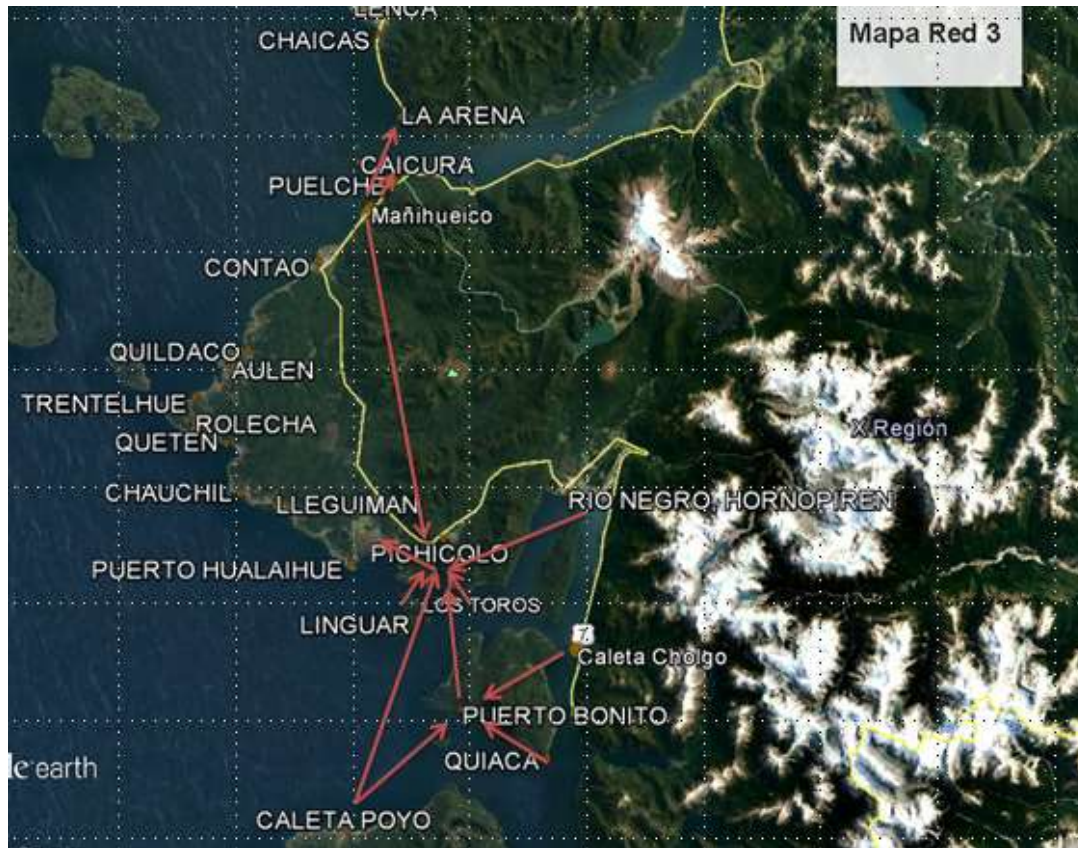 LENCA
CHAICAS
Mapa Red 3
LA ARENA
CAICURA
PUELCHE
Mañihueico
CONTAO
QUILDACO
AULEN
TRENTELHUE
ROLECHA
QUETEN
X Región
CHAUCHIL
LLEGUIMAN
RIO NEGRO, HORNOPIREN
PICHICOLO
PUERTO HUALAIHUE
LOS TOROS
LINGUAR
7
Caleta Cholgo
PUERTO BONITO
QUIACA
le earth
CALETA POYO